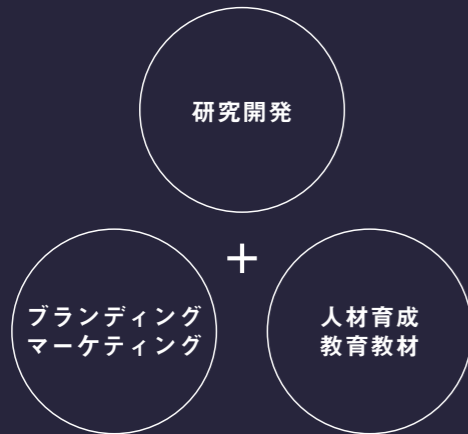 研究開発
+
ブランディング
マーケティング
人材育成
教育教材